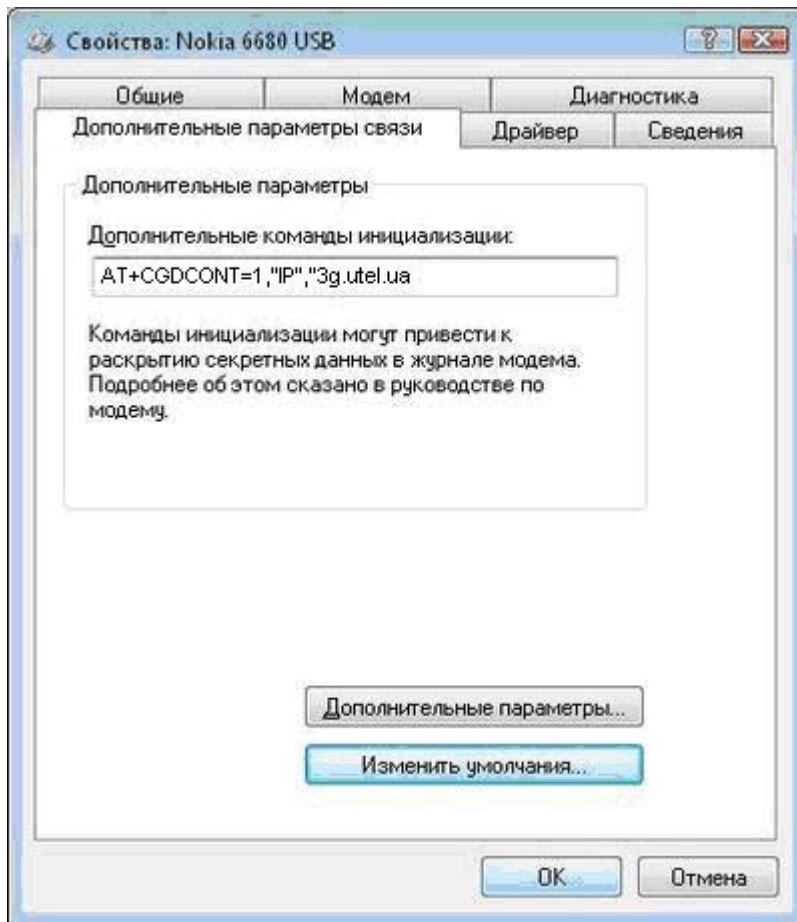 Свойства: Nokia 6680 USB
Общие
Модем
Диагностика
Дополнительные параметры связи
Драйвер
Сведения
Дополнительные параметры
Дополнительные команды инициализации:
AT+CGDCONT=1,"IP","3g.utel.ua
Команды инициализации могут привести к
раскрытию секретных данных в журнале модема.
Подробнее об этом сказано в руководстве по
модему.
Дополнительные параметры...
Изменить умолчания...
OK
Отмена